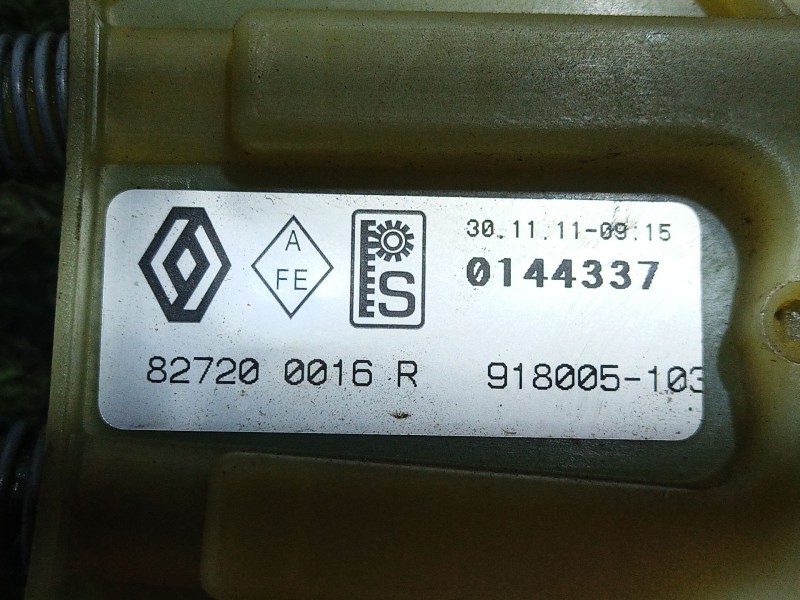 A
FE
S
30.11.11-09:15
0144337
82720 0016 R 918005-103